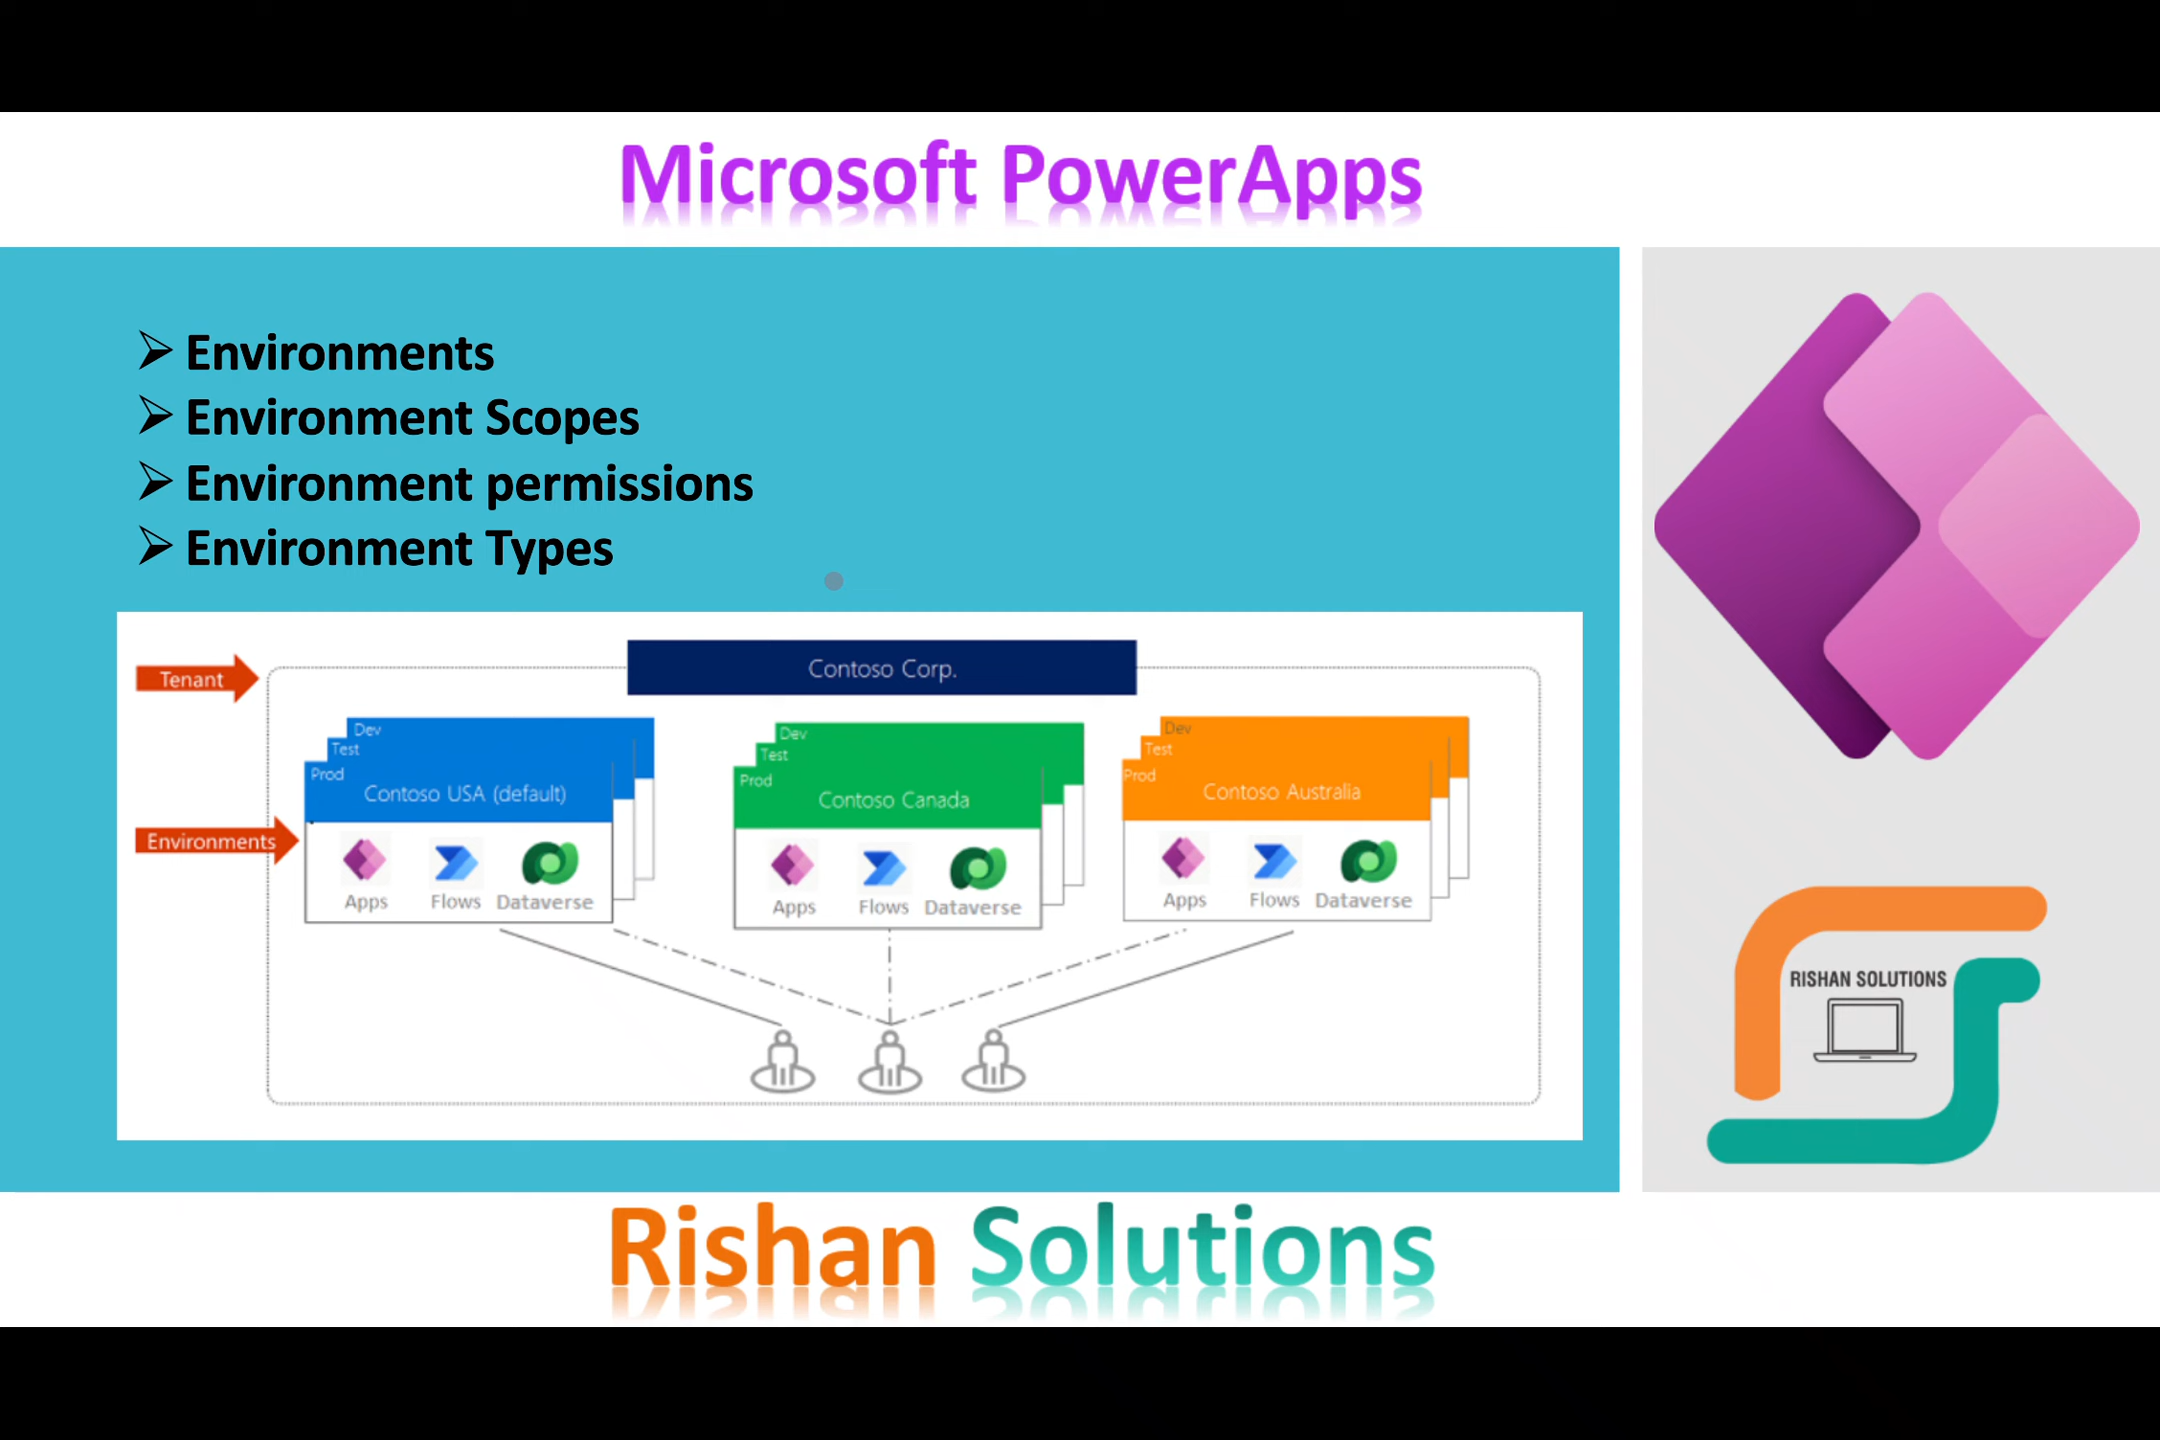 Microsoft PowerApps
Environments
Environment Scopes
Environment permissions
Environment Types
Tenant
Contoso Corp.
Dev
Test
Prod
Contoso USA (default)
Dev
Test
Prod
Contoso Canada
Dev
Test
Prod
Contoso Australia
Environments
Apps Flows Dataverse
Apps Flows Dataverse
Apps Flows Dataverse
RISHAN SOLUTIONS
Rishan Solutions